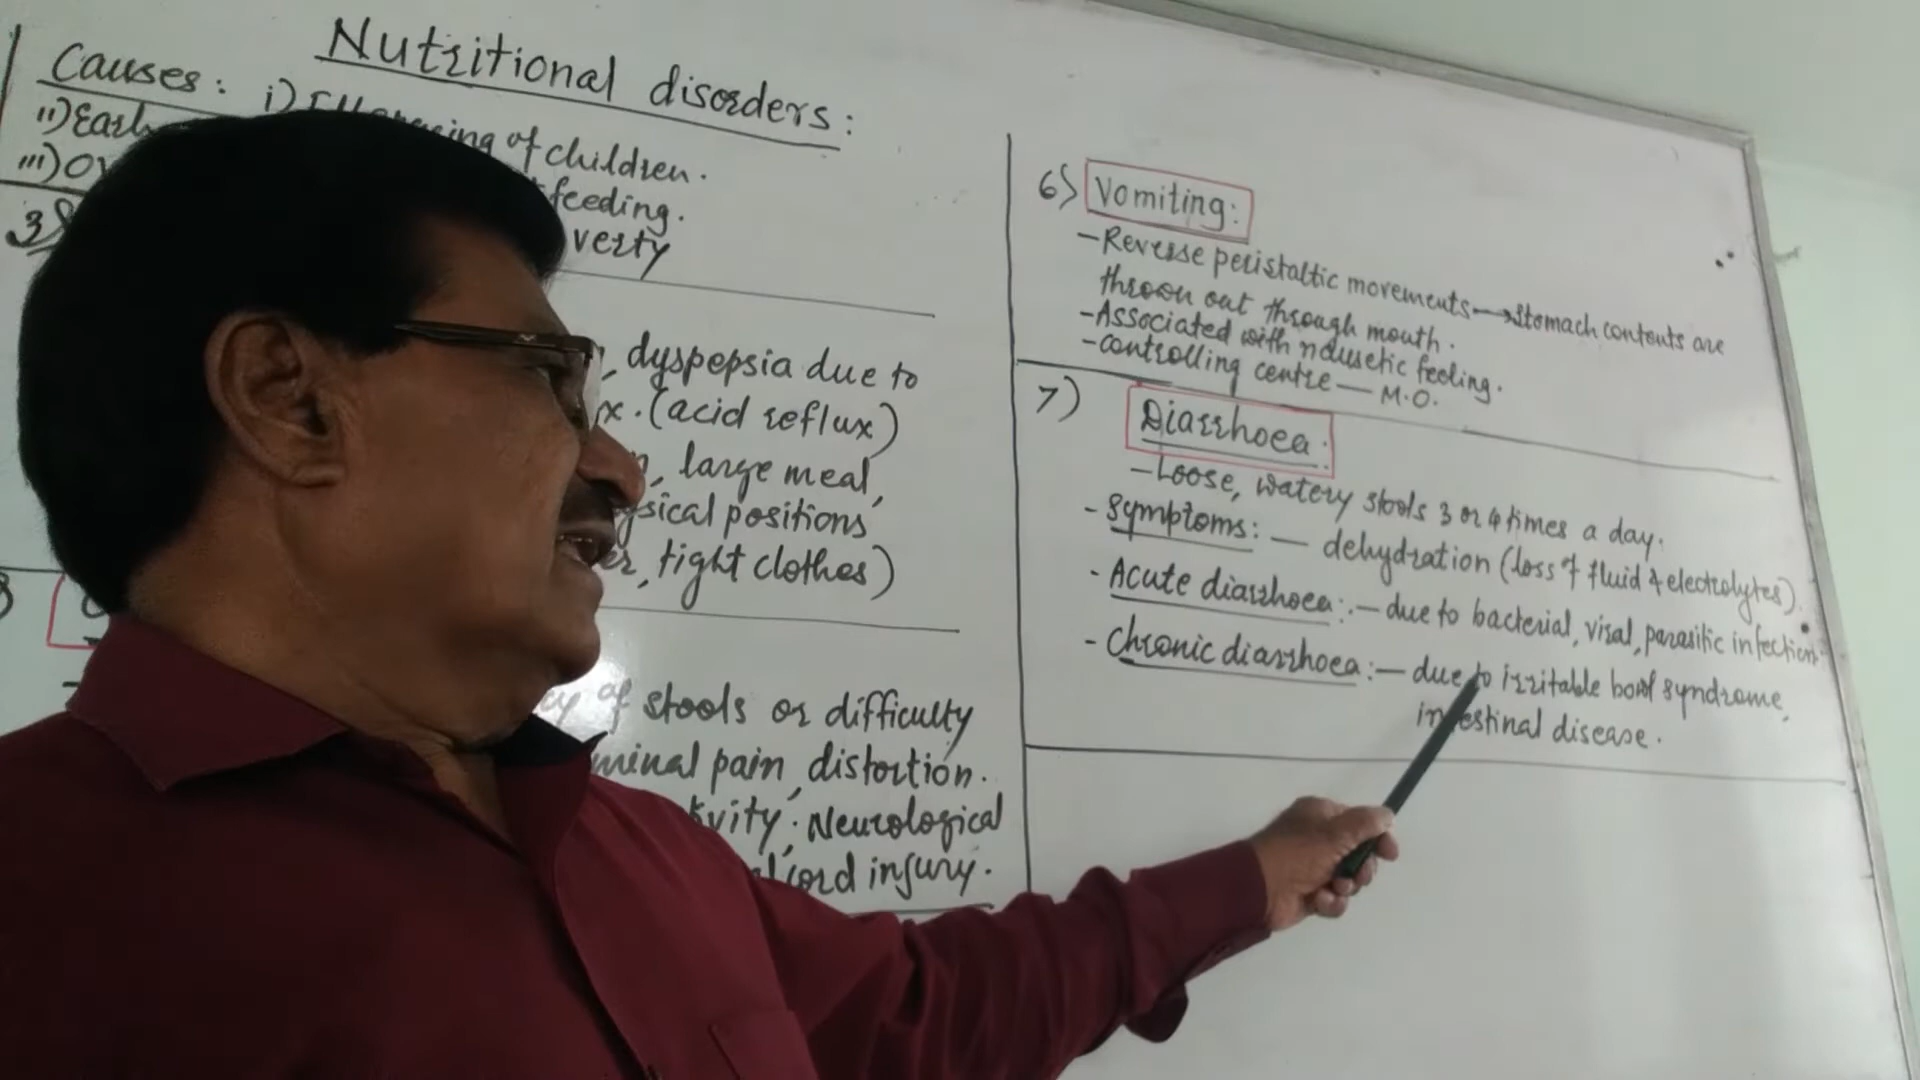 Nutritional disorders:
Causes: i) of children.
ii) Early feeding.
iii) verty
3
, dyspepsia due to
x. (acid reflux)
, large meal,
sical positions
, tight clothes)
of stools or difficulty
minal pain, distortion.
vity; Neurological
cord injury.
6) Vomiting:
- Reverse peristaltic movements → Stomach contents are
thrown out through mouth.
- Associated with nausetic feeling.
- controlling centre — M.O.
7) Diarrhoea:
- Loose, watery stools 3 or 4 times a day.
- Symptoms: — dehydration (loss of fluid & electrolytes).
- Acute diarrhoea: — due to bacterial, viral, parasitic infection.
- Chronic diarrhoea: — due to irritable bowl syndrome,
intestinal disease.